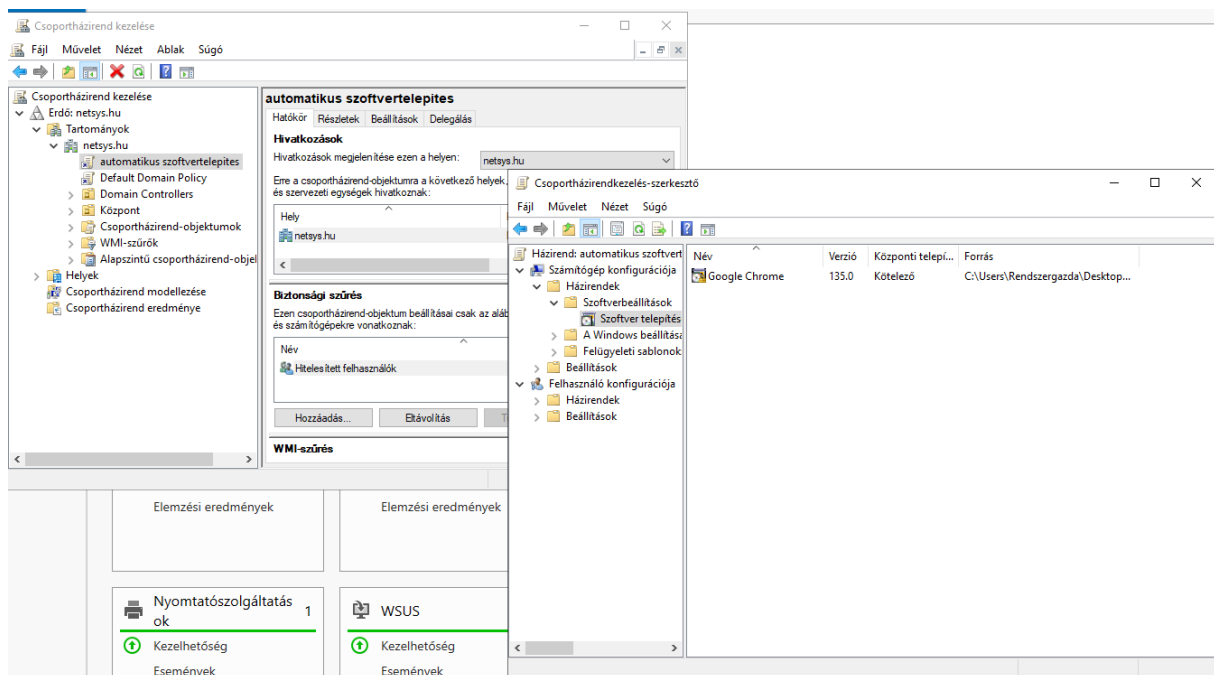 Csoportházirend kezelése
Fájl Művelet Nézet Ablak Súgó
Csoportházirend kezelése
Erdő: netsys.hu
Tartományok
netsys.hu
automatikus szoftvertelepites
Default Domain Policy
Domain Controllers
Központ
Csoportházirend-objektumok
WMI-szűrők
Alapszintű csoportházirend-objel
Helyek
Csoportházirend modellezése
Csoportházirend eredménye
automatikus szoftvertelepites
Hatókör Részletek Beállítások Delegálás
Hivatkozások
Hivatkozások megjelenítése ezen a helyen: netsys.hu
Erre a csoportházirend-objektumra a következő helyek,
és szervezeti egységek hivatkoznak:
Hely
netsys.hu
Biztonsági szűrés
Ezen csoportházirend-objektum beállításai csak az aláb
és számítógépekre vonatkoznak:
Név
Hitelesített felhasználók
Hozzáadás... Eltávolítás T
WMI-szűrés
Csoportházirendkezelés-szerkesztő
Fájl Művelet Nézet Súgó
Házirend: automatikus szoftvert
Számítógép konfigurációja
Házirendek
Szoftverbeállítások
Szoftver telepítés
A Windows beállítása
Felügyeleti sablonok
Beállítások
Felhasználó konfigurációja
Házirendek
Beállítások
Név Verzió Központi telepí... Forrás
Google Chrome 135.0 Kötelező C:\Users\Rendszergazda\Desktop...
Elemzési eredmények
Elemzési eredmények
Nyomtatószolgáltatás
ok
1
Kezelhetőség
Események
WSUS
Kezelhetőség
Események